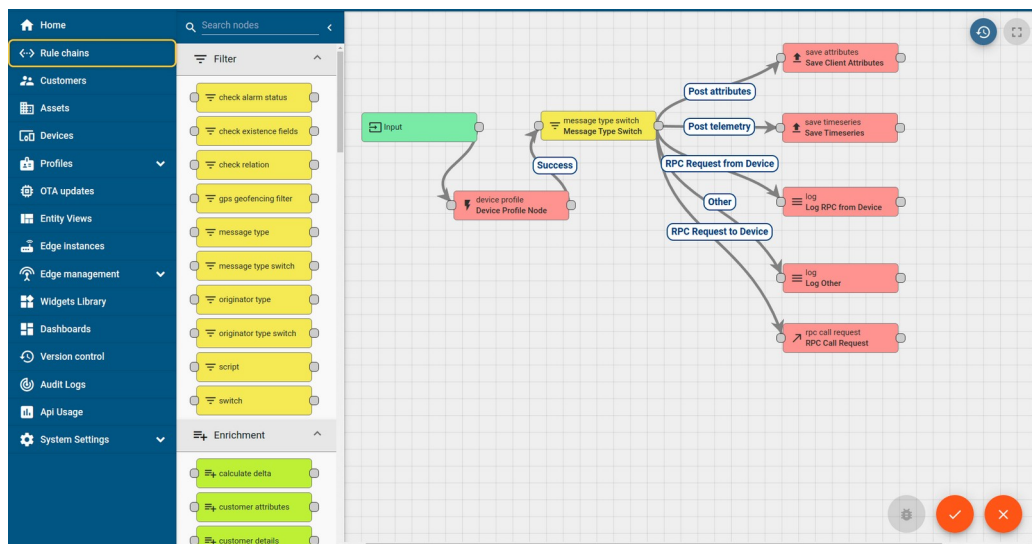 Home
Rule chains
Customers
Assets
Devices
Profiles
OTA updates
Entity Views
Edge instances
Edge management
Widgets Library
Dashboards
Version control
Audit Logs
Api Usage
System Settings
Search nodes
Filter
check alarm status
check existence fields
check relation
gps geofencing filter
message type
message type switch
originator type
originator type switch
script
switch
Enrichment
calculate delta
customer attributes
customer details
Input
device profile
Device Profile Node
Success
message type switch
Message Type Switch
Post attributes
Post telemetry
RPC Request from Device
Other
RPC Request to Device
save attributes
Save Client Attributes
save timeseries
Save Timeseries
log
Log RPC from Device
log
Log Other
rpc call request
RPC Call Request